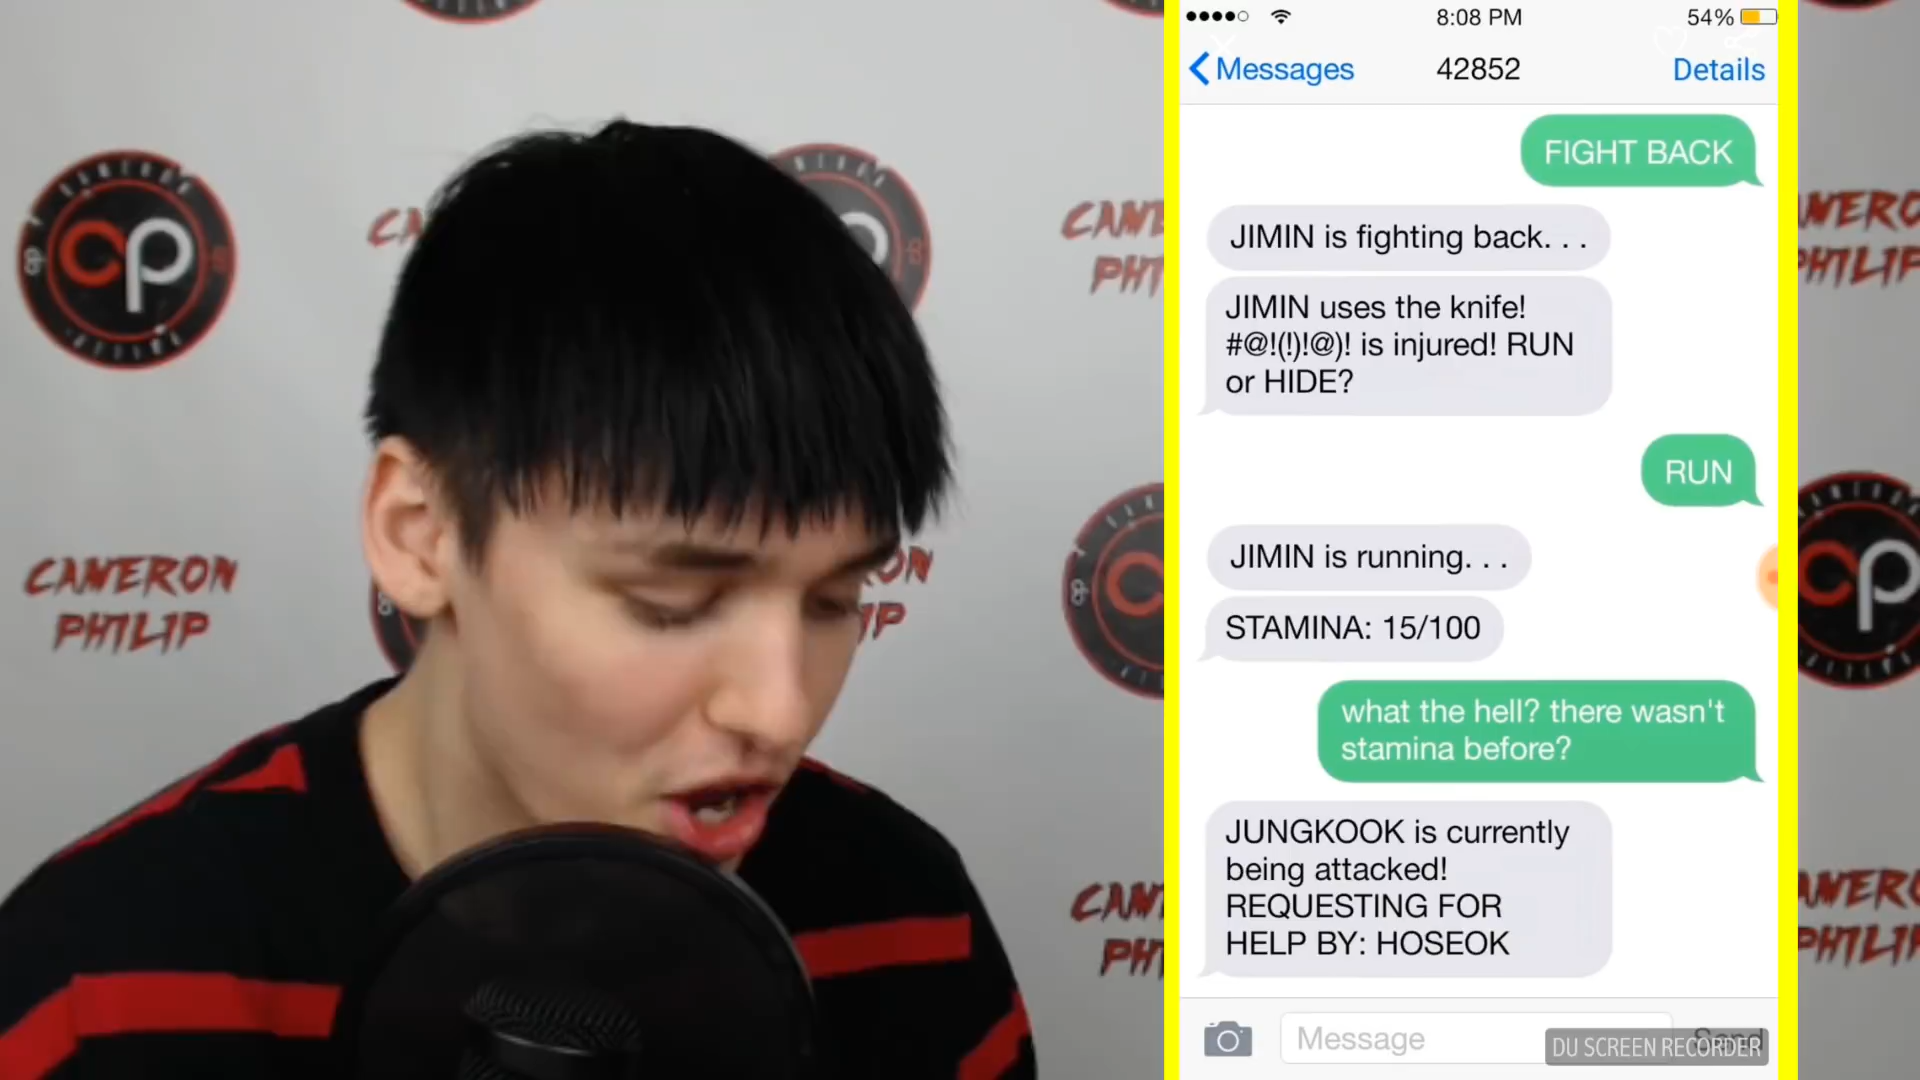 8:08 PM
54%
Messages
42852
Details
FIGHT BACK
JIMIN is fighting back. . .
JIMIN uses the knife!
#@!(!)!@)! is injured! RUN
or HIDE?
RUN
JIMIN is running. . .
STAMINA: 15/100
what the hell? there wasn't
stamina before?
JUNGKOOK is currently
being attacked!
REQUESTING FOR
HELP BY: HOSEOK
Message
Send
DU SCREEN RECORDER
CAMERON
PHILIP
cp